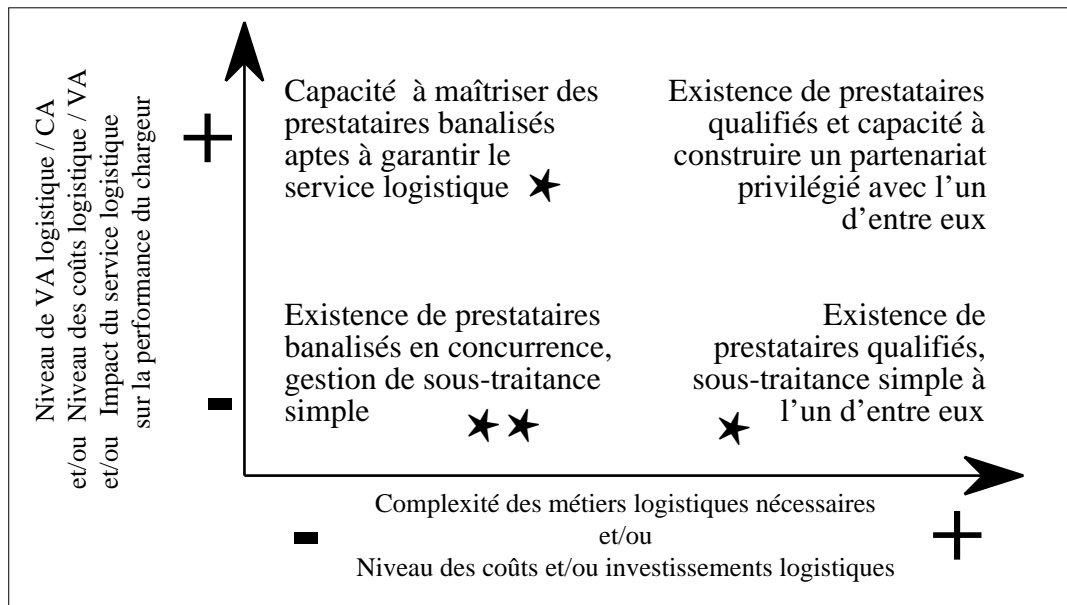 Niveau de VA logistique / CA
et/ou Niveau des coûts logistique / VA
et/ou Impact du service logistique
sur la performance du chargeur
+
-
Capacité à maîtriser des
prestataires banalisés
aptes à garantir le
service logistique
Existence de prestataires
qualifiés et capacité à
construire un partenariat
privilégié avec l’un
d’entre eux
Existence de prestataires
banalisés en concurrence,
gestion de sous-traitance
simple
Existence de
prestataires qualifiés,
sous-traitance simple à
l’un d’entre eux
Complexité des métiers logistiques nécessaires
- et/ou +
Niveau des coûts et/ou investissements logistiques